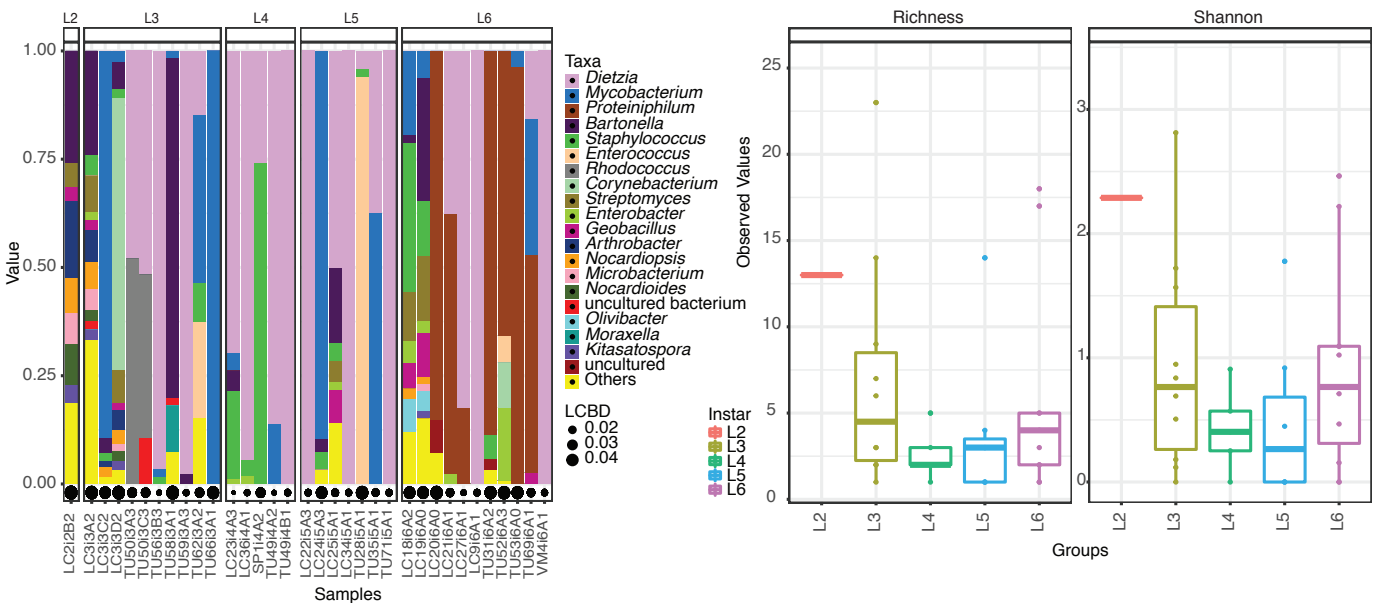 L2 L3 L4 L5 L6
Value
1.00
0.75
0.50
0.25
0.00
LC2i2B2
LC3i3A2
LC3i3C2
LC3i3D2
TU50i3A3
TU50i3C3
TU56i3B3
TU58i3A1
TU59i3A3
TU62i3A2
TU66i3A1
LC23i4A3
LC36i4A1
SP1i4A2
TU49i4A2
TU49i4B1
LC22i5A3
LC24i5A3
LC25i5A1
LC34i5A1
TU28i5A1
TU35i5A1
TU71i5A1
LC18i6A2
LC19i6A0
LC20i6A0
LC21i6A1
LC27i6A1
LC9i6A1
TU31i6A2
TU52i6A3
TU53i6A0
TU69i6A1
VM4i6A1
Samples
Taxa
Dietzia
Mycobacterium
Proteiniphilum
Bartonella
Staphylococcus
Enterococcus
Rhodococcus
Corynebacterium
Streptomyces
Enterobacter
Geobacillus
Arthrobacter
Nocardiopsis
Microbacterium
Nocardioides
uncultured bacterium
Olivibacter
Moraxella
Kitasatospora
uncultured
Others
LCBD
0.02
0.03
0.04
Richness
Shannon
Observed Values
25
20
15
10
5
0
3
2
1
0
Instar
L2
L3
L4
L5
L6
L2 L3 L4 L5 L6
L2 L3 L4 L5 L6
Groups